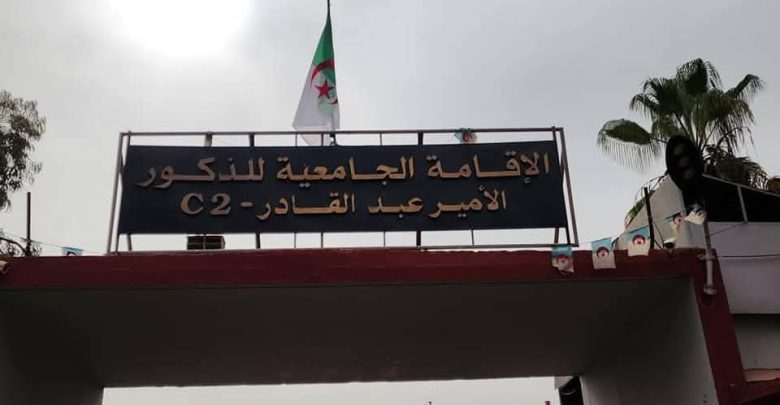 الإقامة الجامعية للذكور
الأمير عبد القادر - C2